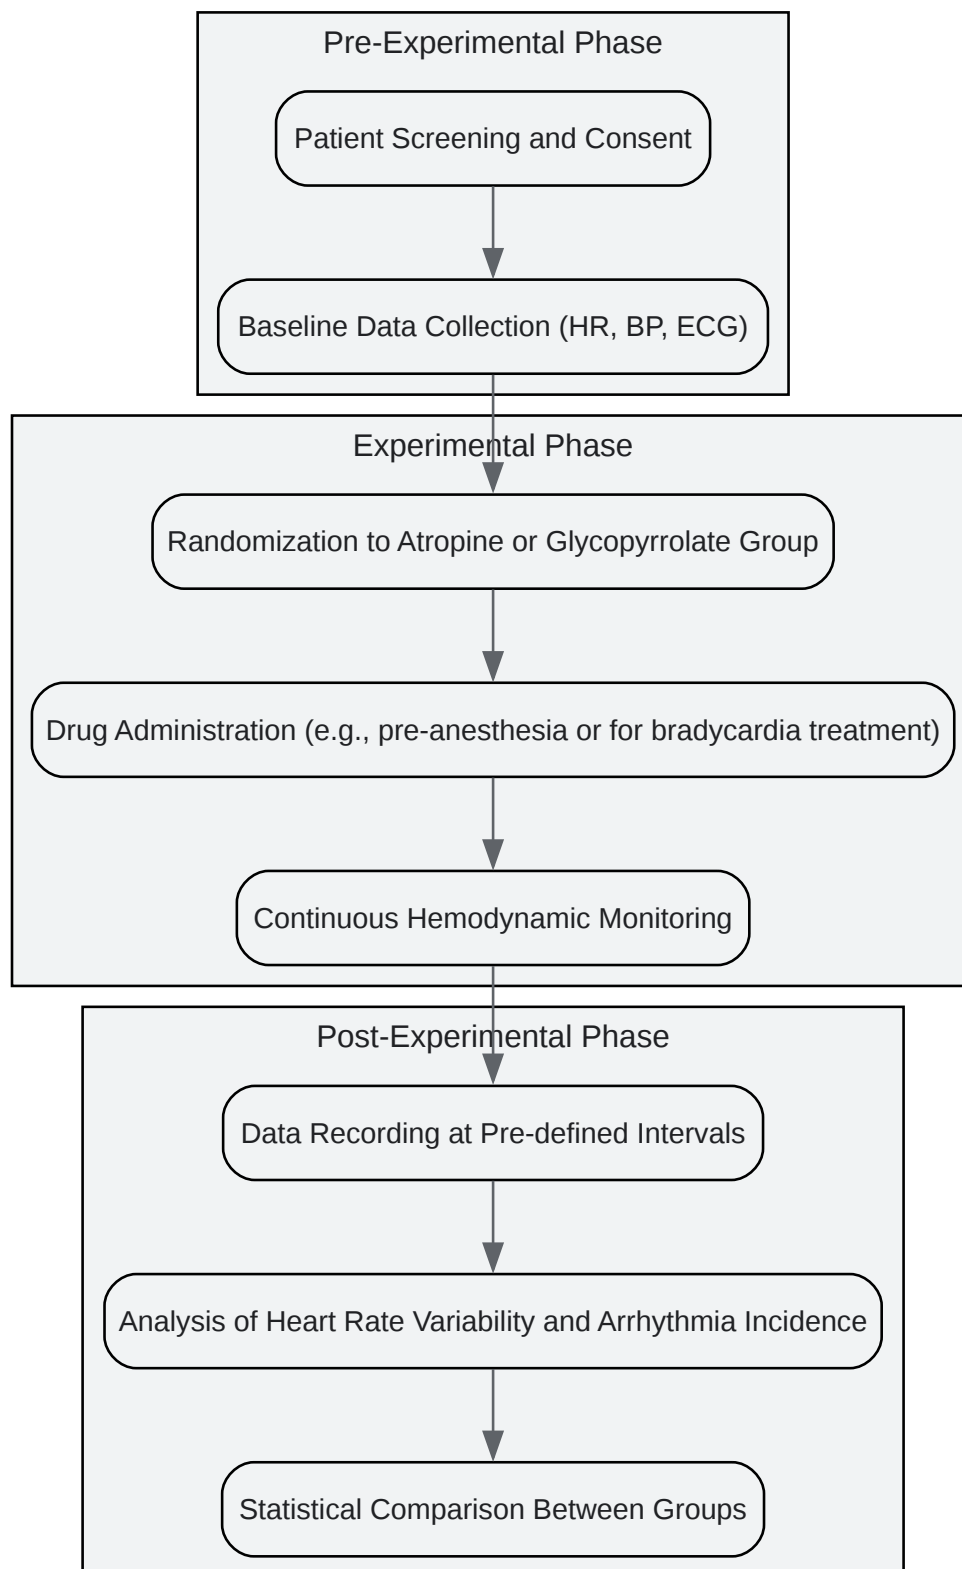 Pre-Experimental Phase
Patient Screening and Consent
Baseline Data Collection (HR, BP, ECG)
Experimental Phase
Randomization to Atropine or Glycopyrrolate Group
Drug Administration (e.g., pre-anesthesia or for bradycardia treatment)
Continuous Hemodynamic Monitoring
Post-Experimental Phase
Data Recording at Pre-defined Intervals
Analysis of Heart Rate Variability and Arrhythmia Incidence
Statistical Comparison Between Groups